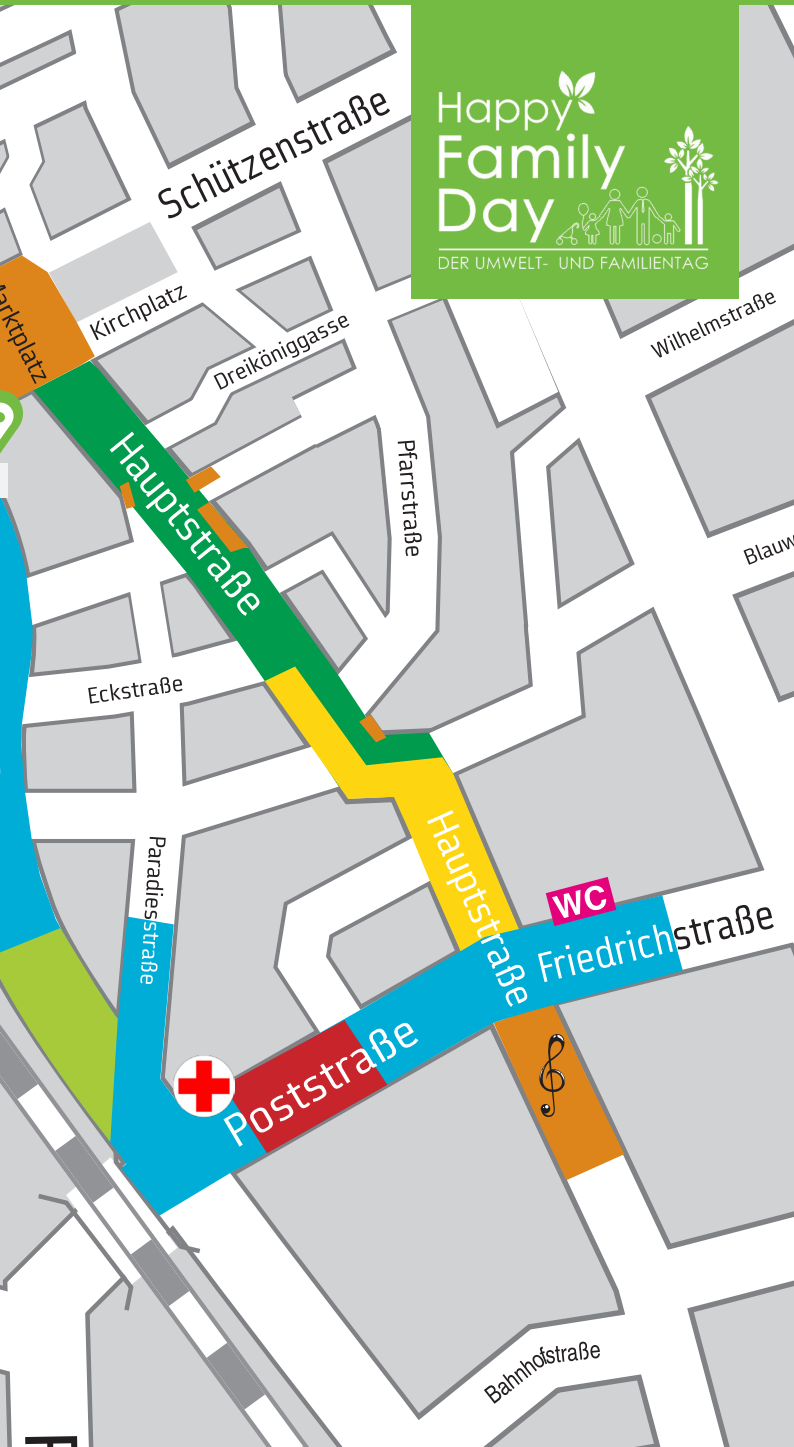 Happy
Family
Day
DER UMWELT- UND FAMILIENTAG
Schützenstraße
Marktplatz
Kirchplatz
Dreiköniggasse
Wilhelmstraße
Hauptstraße
Pfarrstraße
Eckstraße
Paradiesstraße
Hauptstraße
WC
Friedrichstraße
Poststraße
Bahnhofstraße